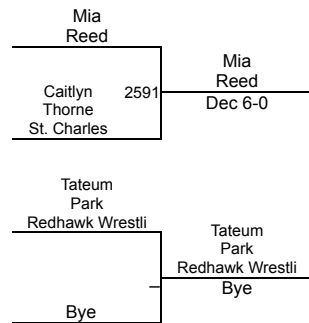 Mia
Reed
Caitlyn
Thorne
St. Charles
2591
Mia
Reed
Dec 6-0
Tateum
Park
Redhawk Wrestli
Bye
Tateum
Park
Redhawk Wrestli
Bye